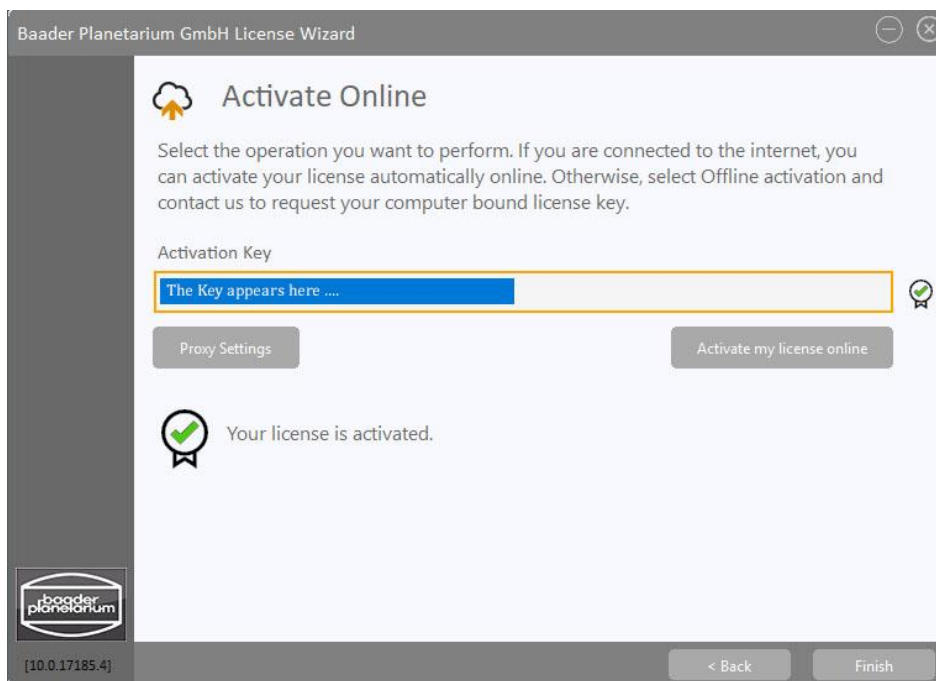 Baader Planetarium GmbH License Wizard
Activate Online
Select the operation you want to perform. If you are connected to the internet, you
can activate your license automatically online. Otherwise, select Offline activation and
contact us to request your computer bound license key.
Activation Key
The Key appears here ....
Proxy Settings
Activate my license online
Your license is activated.
baader
planetarium
[10.0.17185.4]
< Back
Finish